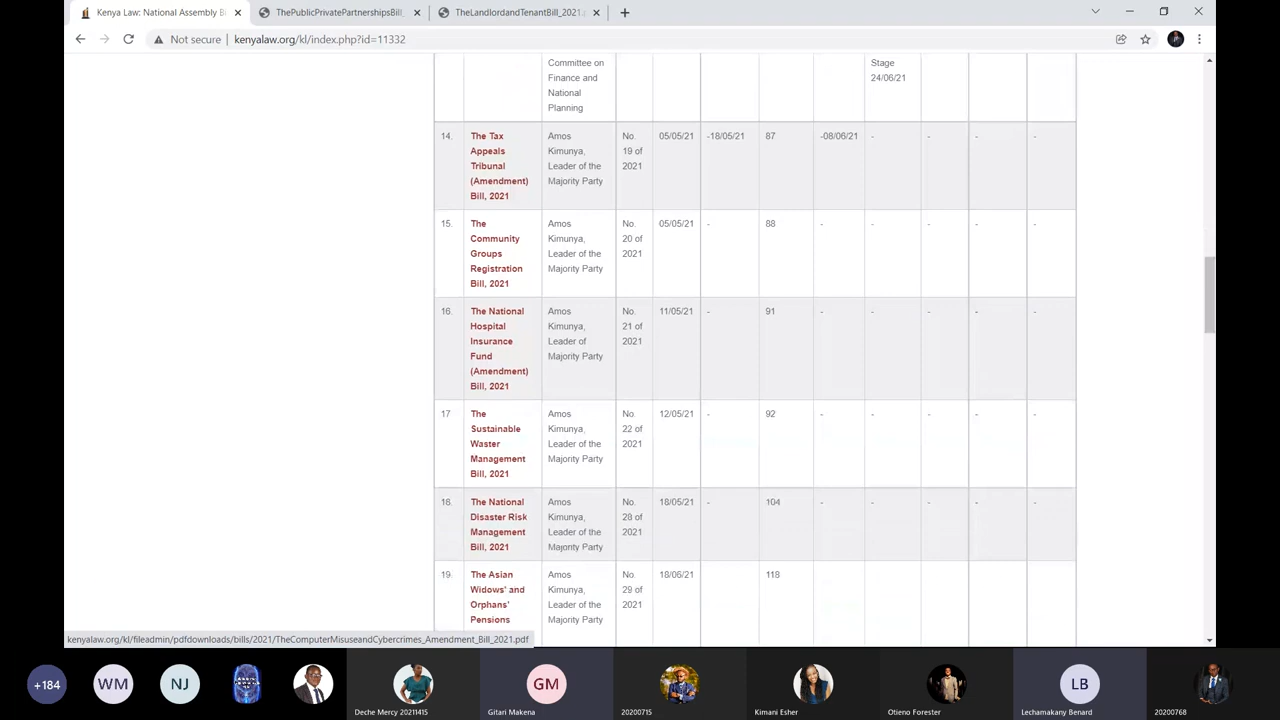 Kenya Law: National Assembly Bi
ThePublicPrivatePartnershipsBill_
TheLandlordandTenantBill_2021.p
Not secure
kenyalaw.org/kl/index.php?id=11332
Committee on
Finance and
National
Planning
Stage
24/06/21
14.
The Tax
Appeals
Tribunal
(Amendment)
Bill, 2021
Amos
Kimunya,
Leader of the
Majority Party
No.
19 of
2021
05/05/21
-18/05/21
87
-08/06/21
-
-
-
-
15.
The
Community
Groups
Registration
Bill, 2021
Amos
Kimunya,
Leader of the
Majority Party
No.
20 of
2021
05/05/21
-
88
-
-
-
-
-
16.
The National
Hospital
Insurance
Fund
(Amendment)
Bill, 2021
Amos
Kimunya,
Leader of
Majority Party
No.
21 of
2021
11/05/21
-
91
-
-
-
-
-
17
The
Sustainable
Waster
Management
Bill, 2021
Amos
Kimunya,
Leader of the
Majority Party
No.
22 of
2021
12/05/21
-
92
-
-
-
-
-
18.
The National
Disaster Risk
Management
Bill, 2021
Amos
Kimunya,
Leader of the
Majority Party
No.
28 of
2021
18/05/21
-
104
-
-
-
-
-
19.
The Asian
Widows' and
Orphans'
Pensions
Amos
Kimunya,
Leader of the
Majority Party
No.
29 of
2021
18/06/21
118
kenyalaw.org/kl/fileadmin/pdfdownloads/bills/2021/TheComputerMisuseandCybercrimes_Amendment_Bill_2021.pdf
+184
WM
NJ
GM
LB
Deche Mercy 20211415
Gitari Makena
20200715
Kimani Esher
Otieno Forester
Lechamakany Benard
20200768